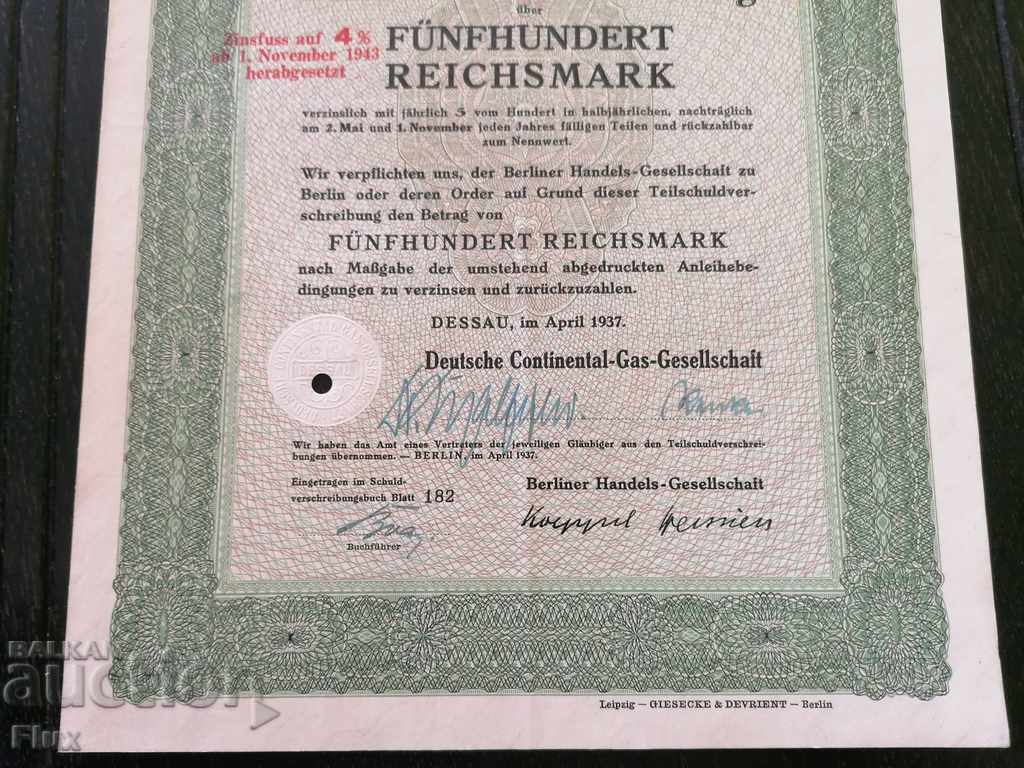 über
Zinsfuss auf 4%
ab 1. November 1943
herabgesetzt
FÜNFHUNDERT
REICHSMARK
verzinslich mit jährlich 5 vom Hundert in halbjährlichen, nachträglich
am 2. Mai und 1. November jeden Jahres fälligen Teilen und rückzahlbar
zum Nennwert.
Wir verpflichten uns, der Berliner Handels-Gesellschaft zu
Berlin oder deren Order auf Grund dieser Teilschuldver-
schreibung den Betrag von
FÜNFHUNDERT REICHSMARK
nach Maßgabe der umstehend abgedruckten Anleihebe-
dingungen zu verzinsen und zurückzuzahlen.
DESSAU, im April 1937.
Deutsche Continental-Gas-Gesellschaft
Wir haben das Amt eines Vertreters der jeweiligen Gläubiger aus den Teilschuldverschrei-
bungen übernommen. — BERLIN, im April 1937.
Eingetragen im Schuld-
verschreibungsbuch Blatt 182
Berliner Handels-Gesellschaft
Buchführer
Leipzig — GIESECKE & DEVRIENT — Berlin
BALKAN
auction
Flux